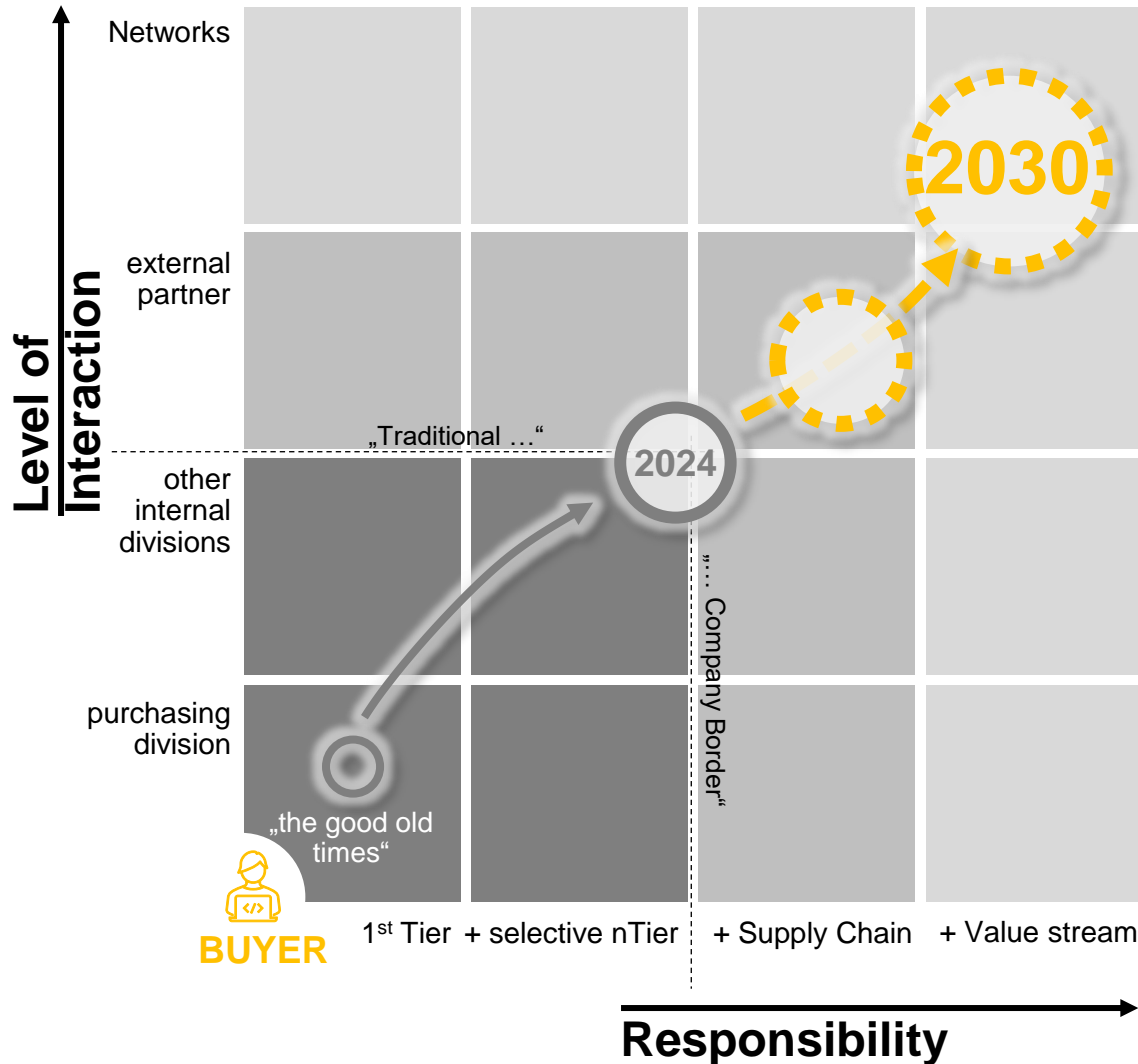 Networks
2030
external
partner
Level of
Interaction
„Traditional …“
2024
other
internal
divisions
„… Company Border“
purchasing
division
„the good old
times“
</>
BUYER
1st Tier
+ selective nTier
+ Supply Chain
+ Value stream
Responsibility